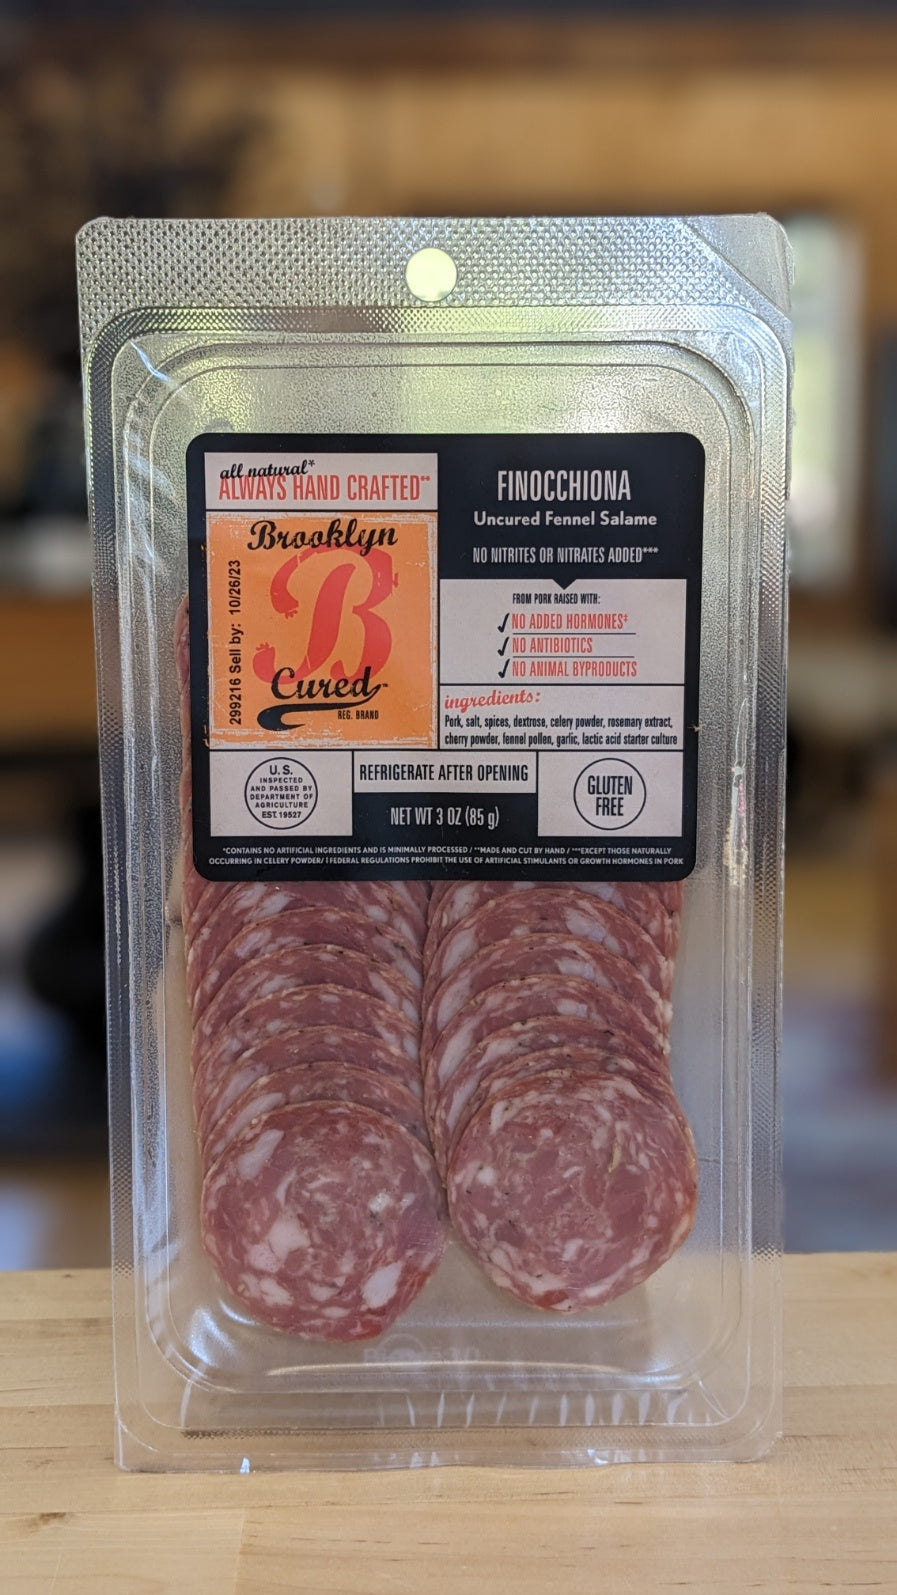 all natural*
ALWAYS HAND CRAFTED**
Brooklyn
B
Cured
REG. BRAND
299216 Sell by: 10/26/23
FINOCCHIONA
Uncured Fennel Salame
NO NITRITES OR NITRATES ADDED***
FROM PORK RAISED WITH:
NO ADDED HORMONES‡
NO ANTIBIOTICS
NO ANIMAL BYPRODUCTS
ingredients:
Pork, salt, spices, dextrose, celery powder, rosemary extract,
cherry powder, fennel pollen, garlic, lactic acid starter culture
U.S.
INSPECTED
AND PASSED BY
DEPARTMENT OF
AGRICULTURE
EST. 19527
REFRIGERATE AFTER OPENING
NET WT 3 OZ (85 g)
GLUTEN
FREE
*CONTAINS NO ARTIFICIAL INGREDIENTS AND IS MINIMALLY PROCESSED / **MADE AND CUT BY HAND / ***EXCEPT THOSE NATURALLY
OCCURRING IN CELERY POWDER/ ‡ FEDERAL REGULATIONS PROHIBIT THE USE OF ARTIFICIAL STIMULANTS OR GROWTH HORMONES IN PORK